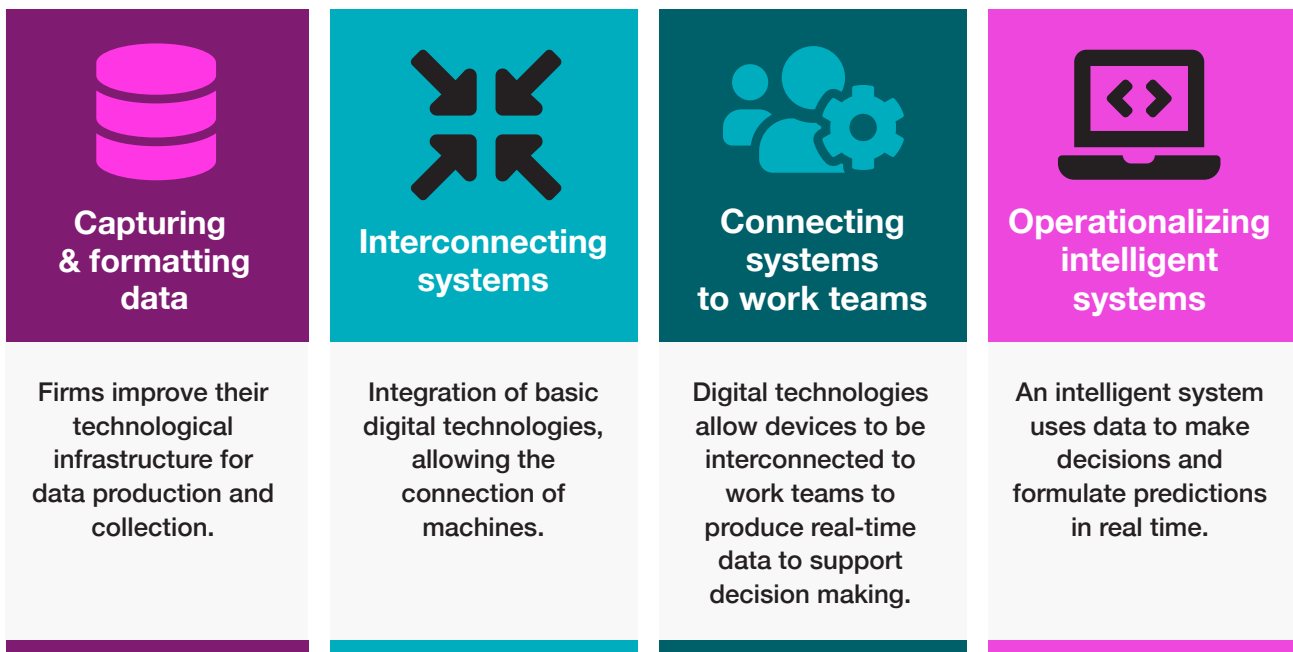 Capturing
& formatting
data
Firms improve their
technological
infrastructure for
data production and
collection.
Interconnecting
systems
Integration of basic
digital technologies,
allowing the
connection of
machines.
Connecting
systems
to work teams
Digital technologies
allow devices to be
interconnected to
work teams to
produce real-time
data to support
decision making.
Operationalizing
intelligent
systems
An intelligent system
uses data to make
decisions and
formulate predictions
in real time.